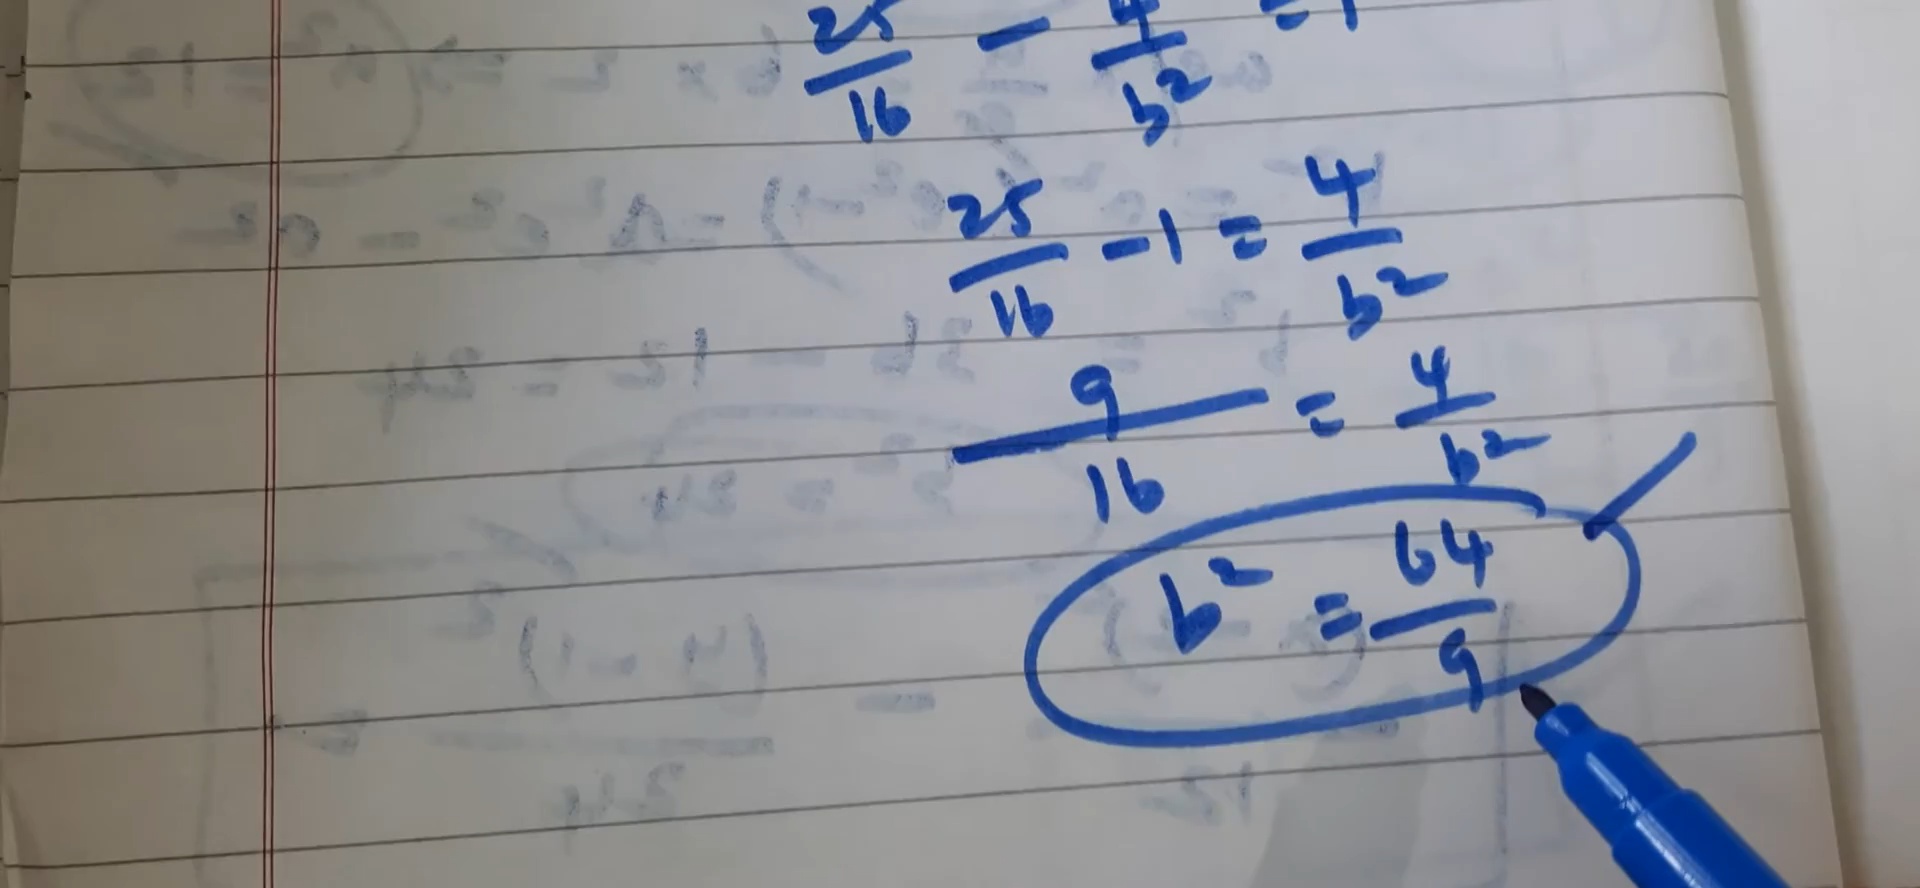 25/16 - 4/b² = 1
25/16 - 1 = 4/b²
9/16 = 4/b²
b² = 64/9